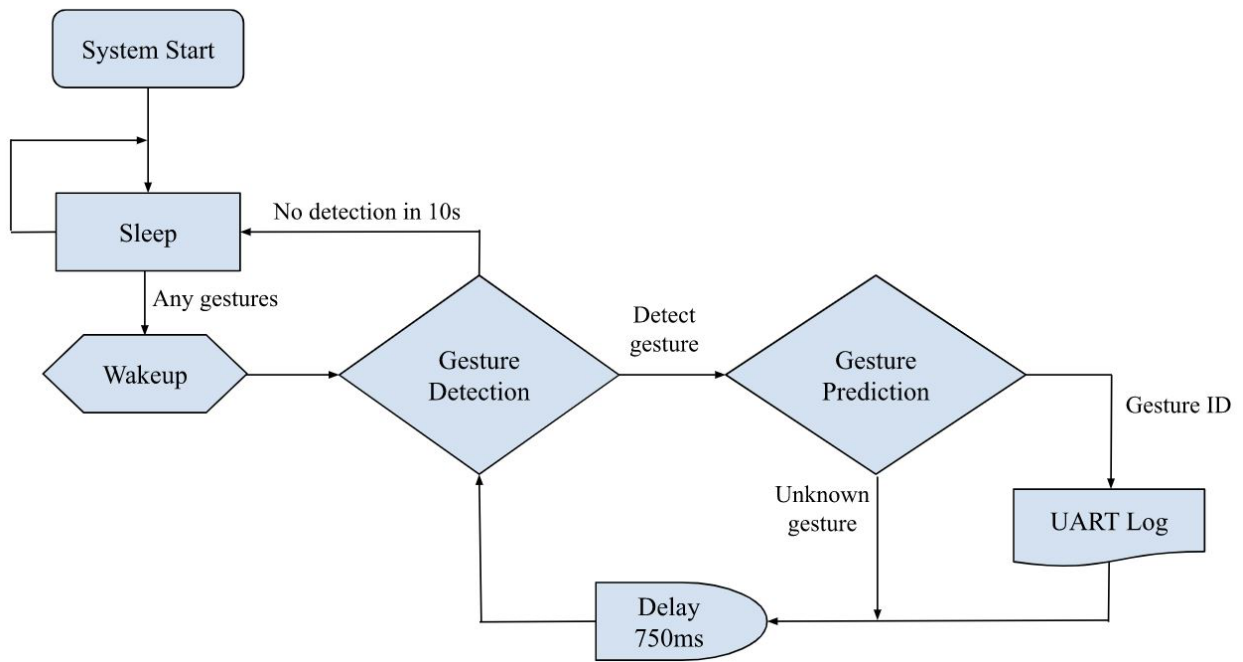 System Start
No detection in 10s
Sleep
Any gestures
Detect
gesture
Wakeup
Gesture
Detection
Gesture
Prediction
Gesture ID
Unknown
gesture
UART Log
Delay
750ms